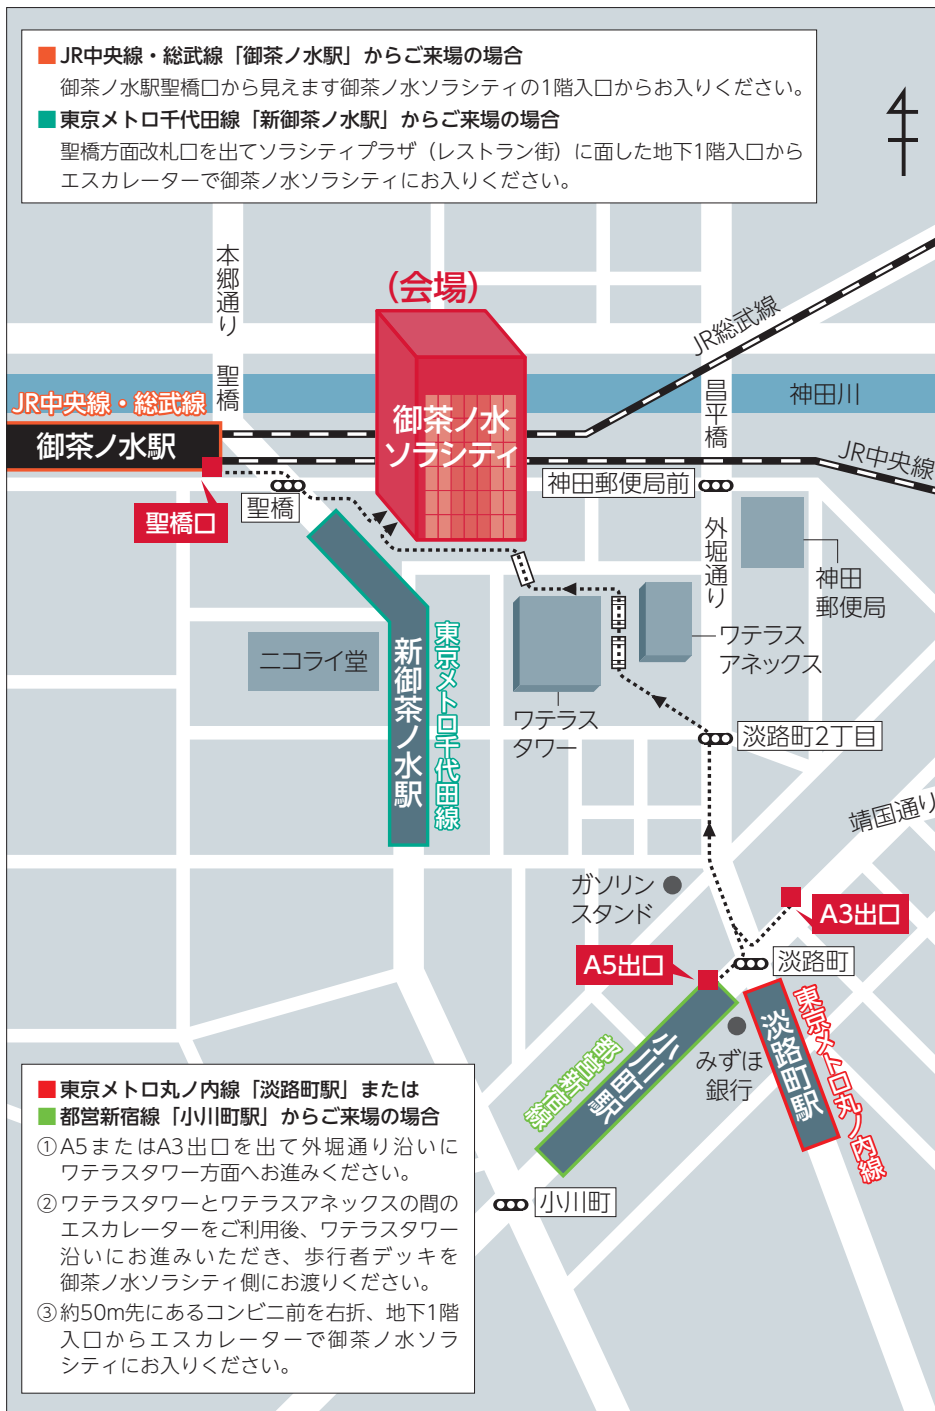 ■JR中央線・総武線「御茶ノ水駅」からご来場の場合
御茶ノ水駅聖橋口から見えます御茶ノ水ソラシティの1階入口からお入りください。
■東京メトロ千代田線「新御茶ノ水駅」からご来場の場合
聖橋方面改札口を出てソラシティプラザ（レストラン街）に面した地下1階入口から
エスカレーターで御茶ノ水ソラシティにお入りください。
本郷通り
聖橋
（会場）
御茶ノ水
ソラシティ
JR総武線
昌平橋
神田川
JR中央線
JR中央線・総武線
御茶ノ水駅
聖橋口
聖橋
神田郵便局前
外堀通り
神田
郵便局
ワテラス
アネックス
ワテラス
タワー
ニコライ堂
新御茶ノ水駅
東京メトロ千代田線
淡路町2丁目
靖国通り
ガソリン
スタンド
A3出口
A5出口
淡路町
みずほ
銀行
淡路町駅
東京メトロ丸ノ内線
小川町駅
都営新宿線
小川町
■東京メトロ丸ノ内線「淡路町駅」または
■都営新宿線「小川町駅」からご来場の場合
①A5またはA3出口を出て外堀通り沿いに
ワテラスタワー方面へお進みください。
②ワテラスタワーとワテラスアネックスの間の
エスカレーターをご利用後、ワテラスタワー
沿いにお進みいただき、歩行者デッキを
御茶ノ水ソラシティ側にお渡りください。
③約50m先にあるコンビニ前を右折、地下1階
入口からエスカレーターで御茶ノ水ソラ
シティにお入りください。